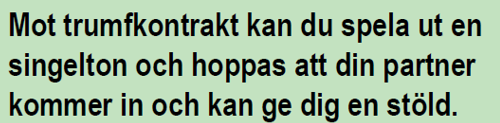 Mot trumfkontrakt kan du spela ut en
singelton och hoppas att din partner
kommer in och kan ge dig en stöld.